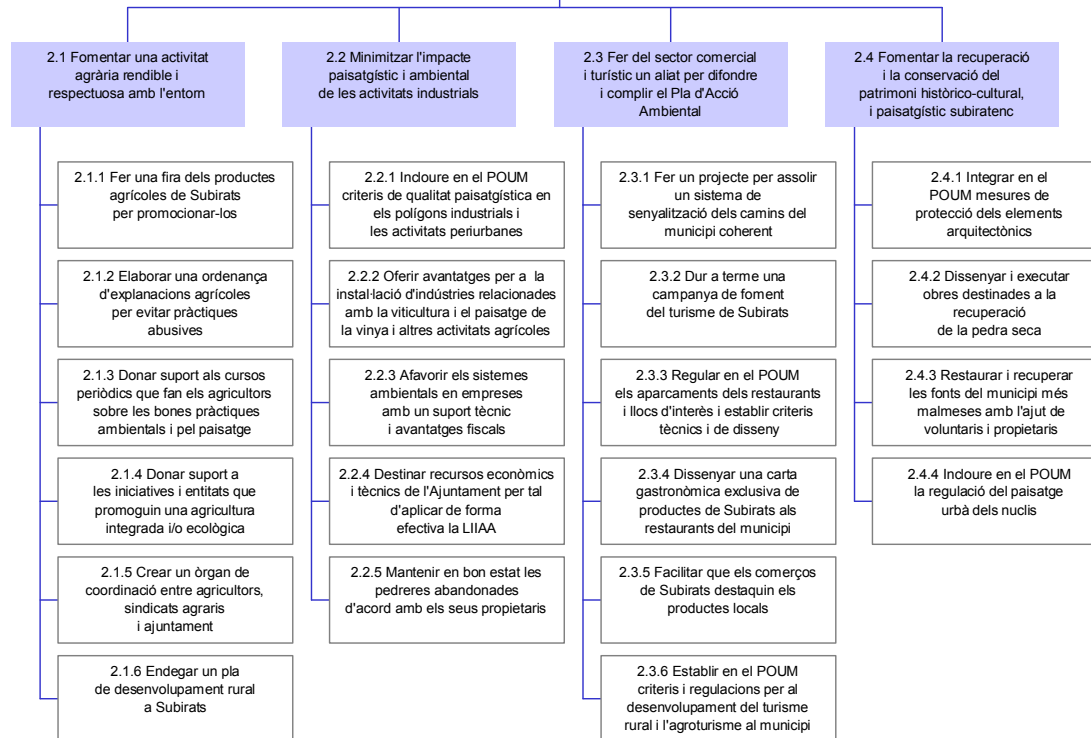 2.1 Fomentar una activitat
agrària rendible i
respectuosa amb l'entorn
2.1.1 Fer una fira dels productes
agrícoles de Subirats
per promocionar-los
2.1.2 Elaborar una ordenança
d'explanacions agrícoles
per evitar pràctiques
abusives
2.1.3 Donar suport als cursos
periòdics que fan els agricultors
sobre les bones pràctiques
ambientals i pel paisatge
2.1.4 Donar suport a
les iniciatives i entitats que
promoguin una agricultura
integrada i/o ecològica
2.1.5 Crear un òrgan de
coordinació entre agricultors,
sindicats agraris
i ajuntament
2.1.6 Endegar un pla
de desenvolupament rural
a Subirats
2.2 Minimitzar l'impacte
paisatgístic i ambiental
de les activitats industrials
2.2.1 Incloure en el POUM
criteris de qualitat paisatgística en
els polígons industrials i
les activitats periurbanes
2.2.2 Oferir avantatges per a la
instal·lació d'indústries relacionades
amb la viticultura i el paisatge de
la vinya i altres activitats agrícoles
2.2.3 Afavorir els sistemes
ambientals en empreses
amb un suport tècnic
i avantatges fiscals
2.2.4 Destinar recursos econòmics
i tècnics de l'Ajuntament per tal
d'aplicar de forma
efectiva la LIIAA
2.2.5 Mantenir en bon estat les
pedreres abandonades
d'acord amb els seus propietaris
2.3 Fer del sector comercial
i turístic un aliat per difondre
i complir el Pla d'Acció
Ambiental
2.3.1 Fer un projecte per assolir
un sistema de
senyalització dels camins del
municipi coherent
2.3.2 Dur a terme una
campanya de foment
del turisme de Subirats
2.3.3 Regular en el POUM
els aparcaments dels restaurants
i llocs d'interès i establir criteris
tècnics i de disseny
2.3.4 Dissenyar una carta
gastronòmica exclusiva de
productes de Subirats als
restaurants del municipi
2.3.5 Facilitar que els comerços
de Subirats destaquin els
productes locals
2.3.6 Establir en el POUM
criteris i regulacions per al
desenvolupament del turisme
rural i l'agroturisme al municipi
2.4 Fomentar la recuperació
i la conservació del
patrimoni històrico-cultural,
i paisatgístic subiratenc
2.4.1 Integrar en el
POUM mesures de
protecció dels elements
arquitectònics
2.4.2 Dissenyar i executar
obres destinades a la
recuperació
de la pedra seca
2.4.3 Restaurar i recuperar
les fonts del municipi més
malmeses amb l'ajut de
voluntaris i propietaris
2.4.4 Incloure en el POUM
la regulació del paisatge
urbà dels nuclis